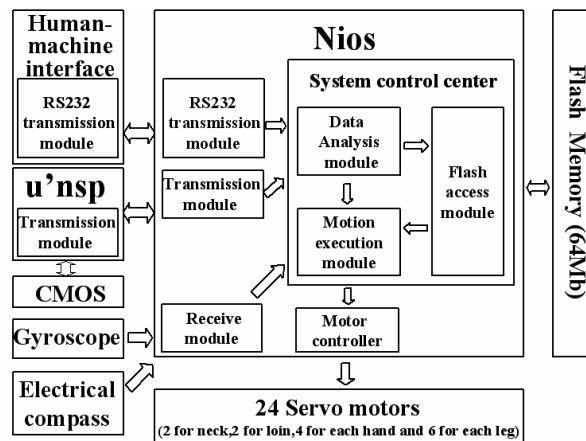 Human-
machine
interface
RS232
transmission
module
u'nsp
Transmission
module
CMOS
Gyroscope
Electrical
compass
Nios
RS232
transmission
module
Transmission
module
Receive
module
System control center
Data
Analysis
module
Motion
execution
module
Flash
access
module
Motor
controller
24 Servo motors
(2 for neck,2 for loin,4 for each hand and 6 for each leg)
Flash Memory (64Mb)